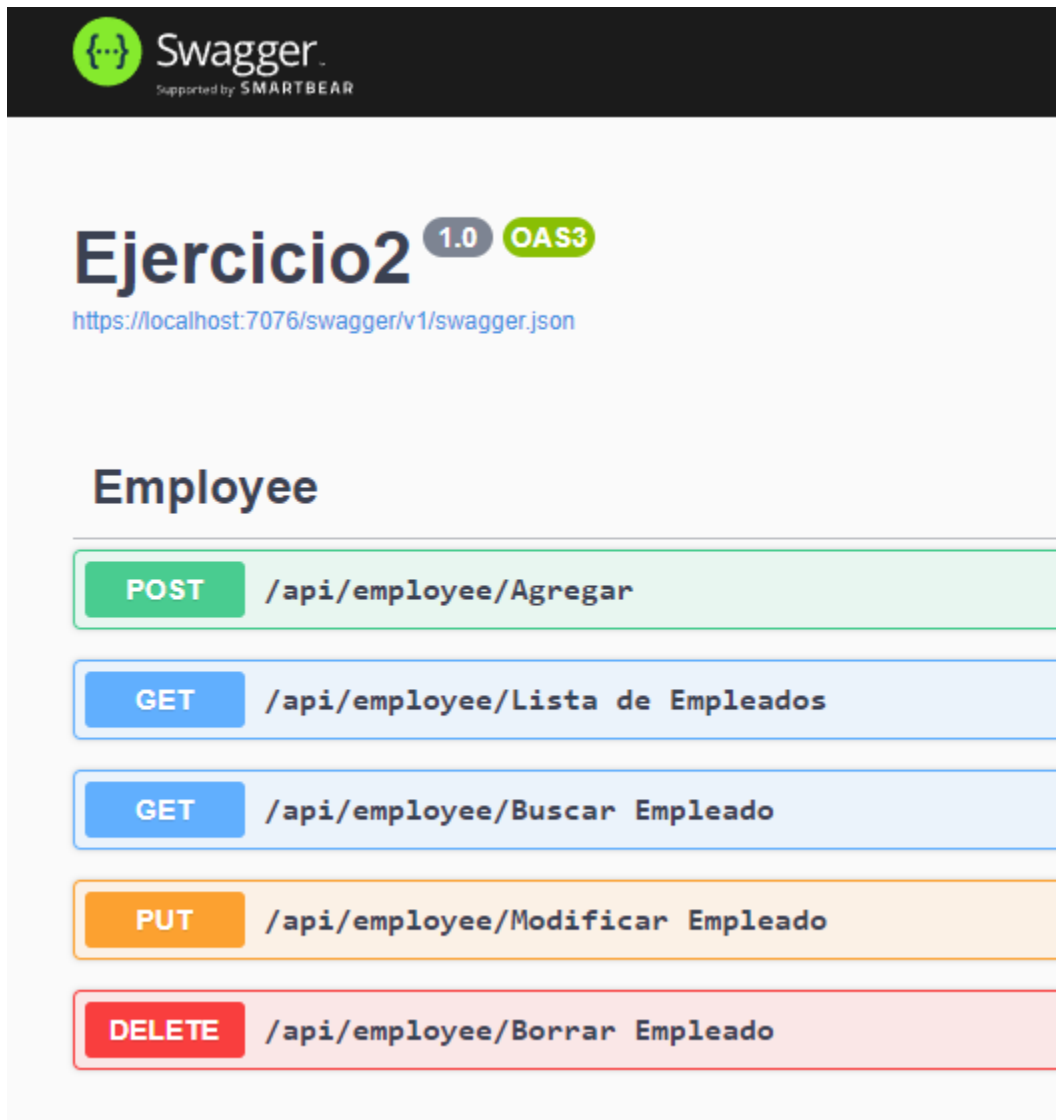 {···} Swagger.
Supported by SMARTBEAR
Ejercicio2 1.0 OAS3
https://localhost:7076/swagger/v1/swagger.json
Employee
POST /api/employee/Agregar
GET /api/employee/Lista de Empleados
GET /api/employee/Buscar Empleado
PUT /api/employee/Modificar Empleado
DELETE /api/employee/Borrar Empleado